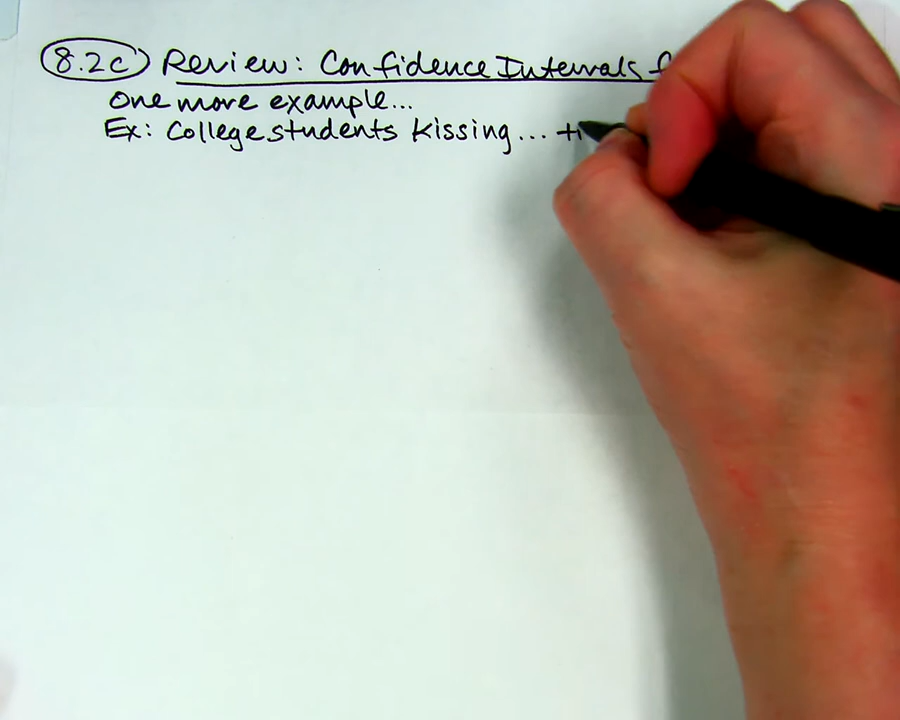 8.2c Review: Confidence Intervals f
One more example...
Ex: College students Kissing...